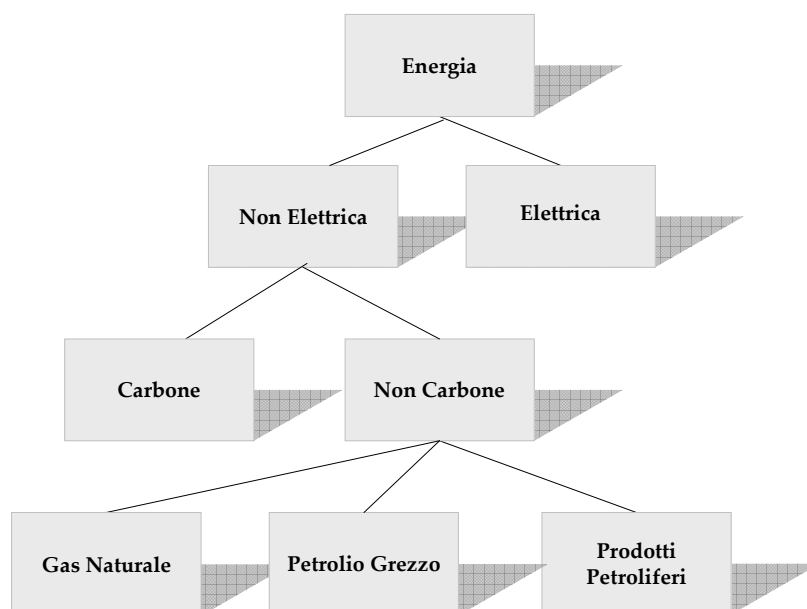 Energia
Non Elettrica
Elettrica
Carbone
Non Carbone
Gas Naturale
Petrolio Grezzo
Prodotti
Petroliferi